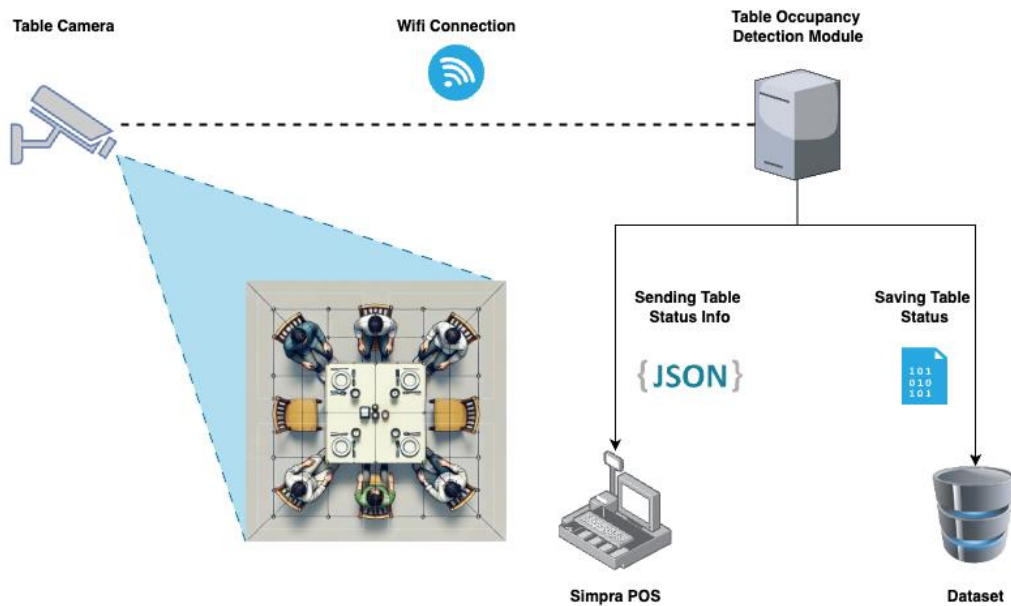 Table Camera
Wifi Connection
Table Occupancy
Detection Module
Sending Table
Status Info
{JSON}
Saving Table
Status
101
010
101
Simpra POS
Dataset